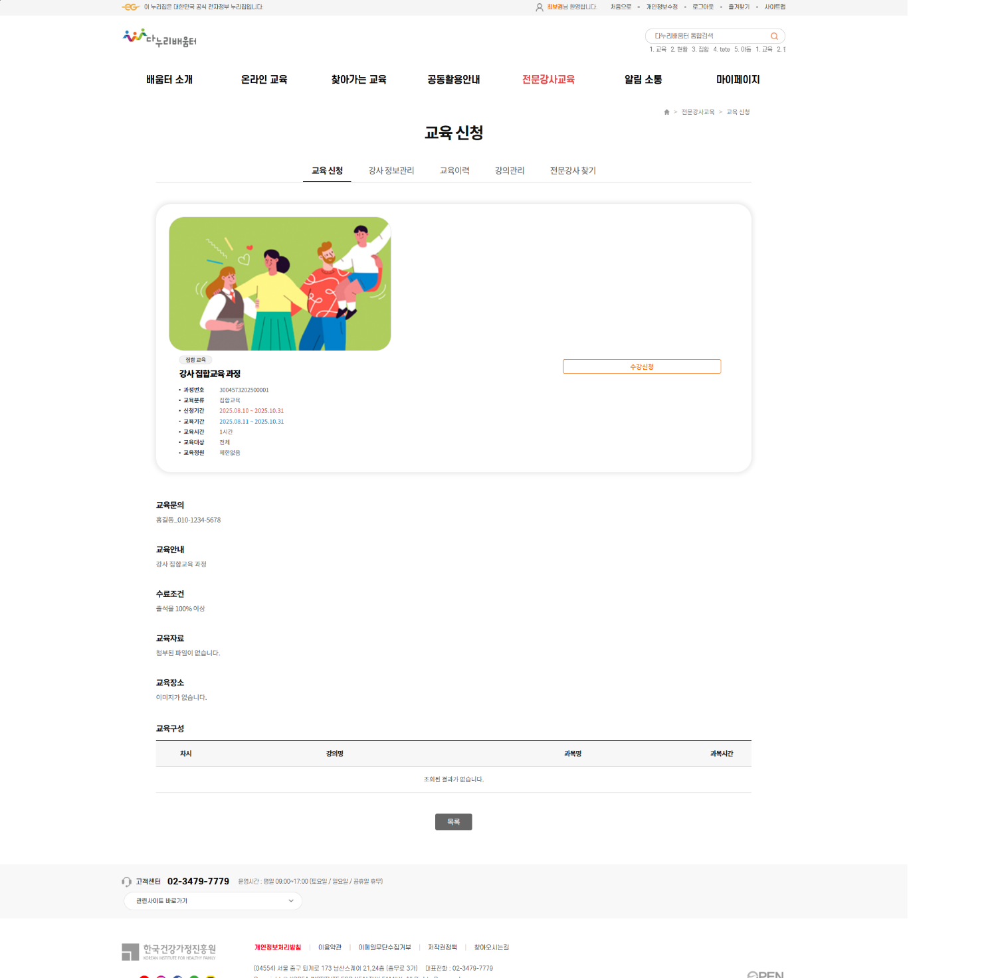 이 누리집은 대한민국 공식 전자정부 누리집입니다.
최보겸님 환영합니다. 처음으로 개인정보수정 로그아웃 즐겨찾기 사이트맵
다누리배움터
다누리배움터 통합검색
1. 교육 2. 현황 3. 집합 4. tete 5. 아동 1. 교육 2.
배움터 소개 온라인 교육 찾아가는 교육 공동활용안내 전문강사교육 알림 소통 마이페이지
> 전문강사교육 > 교육 신청
교육 신청
교육 신청 강사 정보관리 교육이력 강의관리 전문강사 찾기
집합 교육
강사 집합교육 과정
수강신청
과정번호 3004573202500001
교육분류 집합교육
신청기간 2025.08.10 ~ 2025.10.31
교육기간 2025.08.11 ~ 2025.10.31
교육시간 1시간
교육대상 전체
교육정원 제한없음
교육문의
홍길동_010-1234-5678
교육안내
강사 집합교육 과정
수료조건
출석율 100% 이상
교육자료
첨부된 파일이 없습니다.
교육장소
이미지가 없습니다.
교육구성
차시 강의명 과목명 과목시간
조회된 결과가 없습니다.
목록
고객센터 02-3479-7779 운영시간 : 평일 09:00~17:00 (토요일 / 일요일 / 공휴일 휴무)
관련사이트 바로가기
한국건강가정진흥원
KOREAN INSTITUTE FOR HEALTHY FAMILY
개인정보처리방침 | 이용약관 | 이메일무단수집거부 | 저작권정책 | 찾아오시는길
(04554) 서울 중구 퇴계로 173 남산스퀘어 21,24층 (충무로 3가) 대표전화 : 02-3479-7779
OPEN